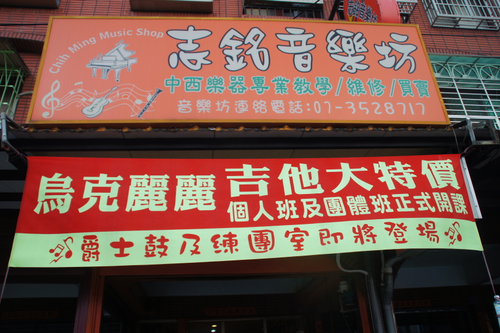 Chih Ming Music Shop
志銘音樂坊
中西樂器專業教學/維修/買賣
音樂坊連絡電話:07-3528717
烏克麗麗 吉他大特價
個人班及團體班正式開課
爵士鼓及練團室即將登場